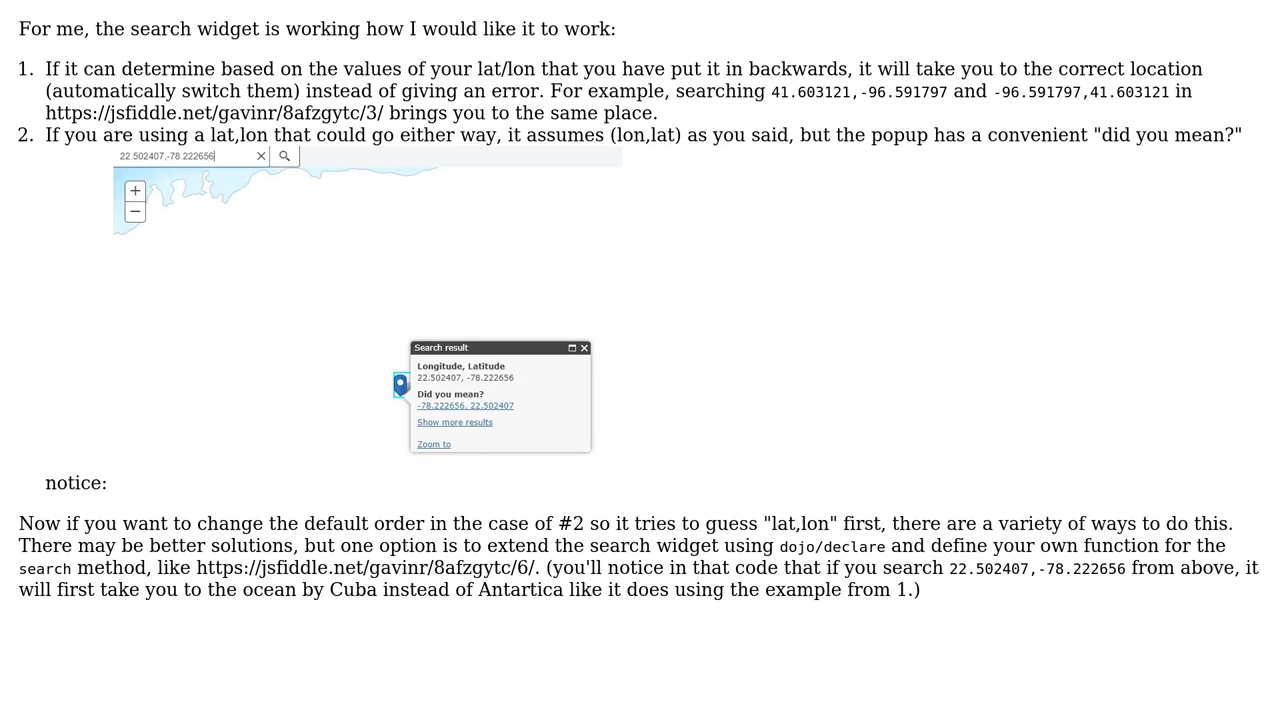 For me, the search widget is working how I would like it to work:
1. If it can determine based on the values of your lat/lon that you have put it in backwards, it will take you to the correct location
(automatically switch them) instead of giving an error. For example, searching 41.603121,-96.591797 and -96.591797,41.603121 in
https://jsfiddle.net/gavinr/8afzgytc/3/ brings you to the same place.
2. If you are using a lat,lon that could go either way, it assumes (lon,lat) as you said, but the popup has a convenient "did you mean?"
22.502407,-78.222656
+
−
Search result
Longitude, Latitude
22.502407, -78.222656
Did you mean?
-78.222656, 22.502407
Show more results
Zoom to
notice:
Now if you want to change the default order in the case of #2 so it tries to guess "lat,lon" first, there are a variety of ways to do this.
There may be better solutions, but one option is to extend the search widget using dojo/declare and define your own function for the
search method, like https://jsfiddle.net/gavinr/8afzgytc/6/. (you'll notice in that code that if you search 22.502407,-78.222656 from above, it
will first take you to the ocean by Cuba instead of Antartica like it does using the example from 1.)